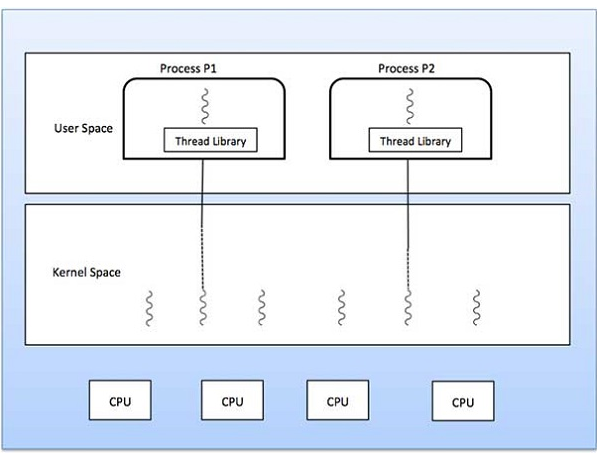 Process P1
Process P2
User Space
Thread Library
Thread Library
Kernel Space
CPU
CPU
CPU
CPU